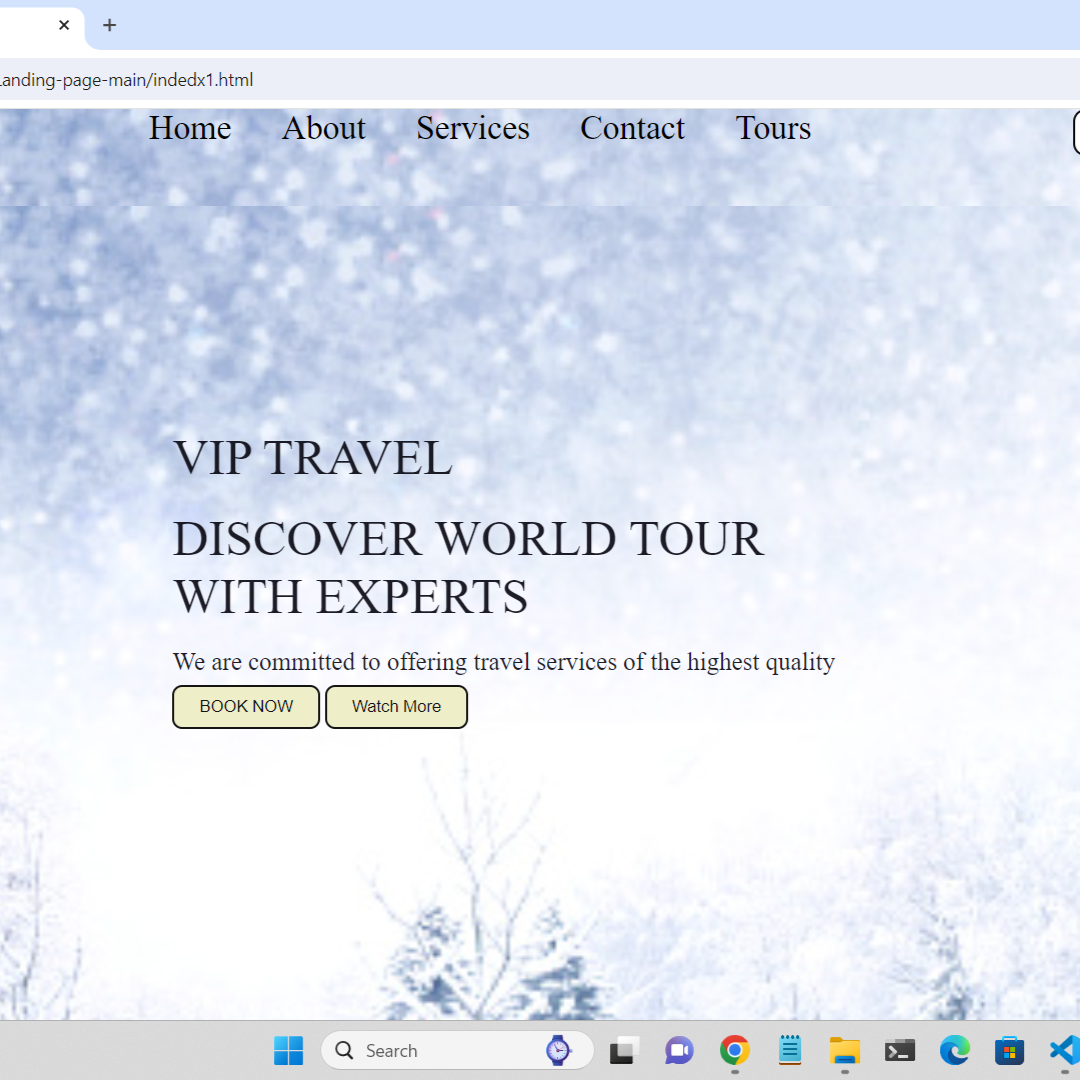 Landing-page-main/indedx1.html
Home About Services Contact Tours
VIP TRAVEL
DISCOVER WORLD TOUR
WITH EXPERTS
We are committed to offering travel services of the highest quality
BOOK NOW Watch More
Search